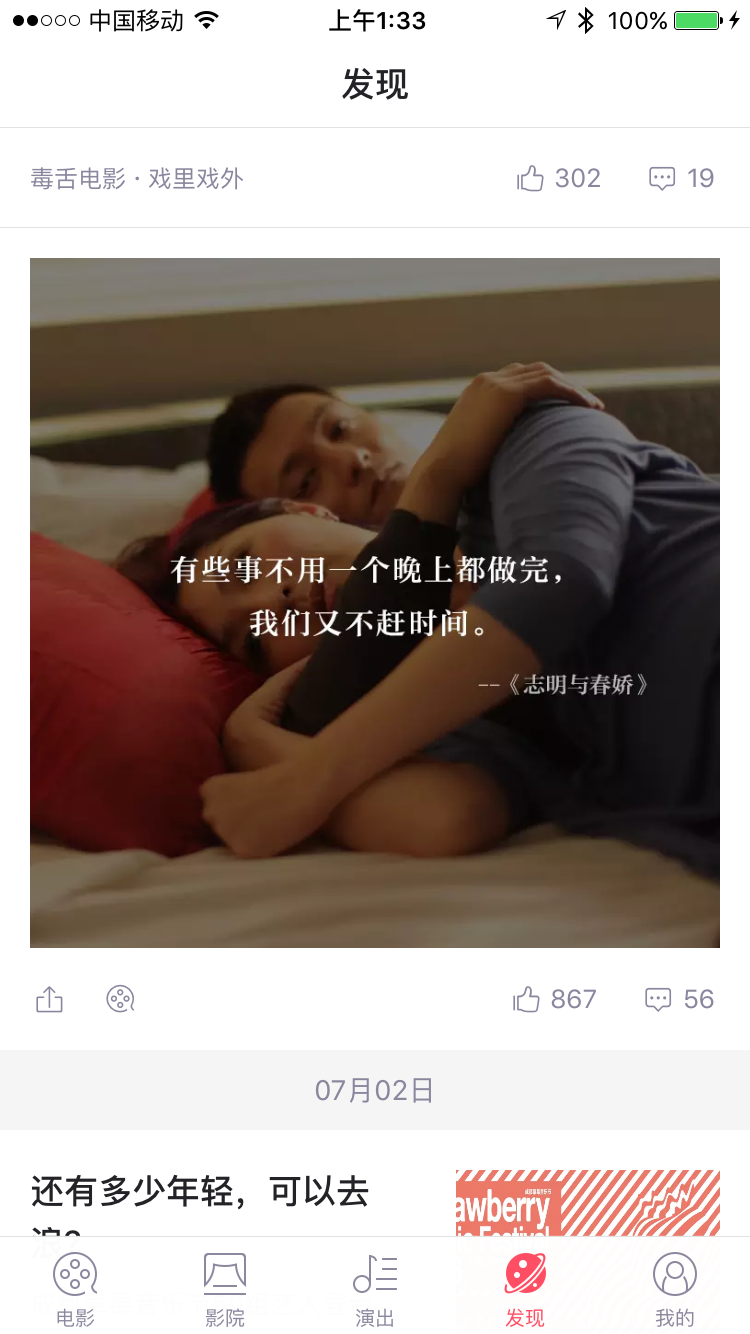 中国移动
上午1:33
100%
发现
毒舌电影 · 戏里戏外
302
19
有些事不用一个晚上都做完，
我们又不赶时间。
--《志明与春娇》
867
56
07月02日
还有多少年轻，可以去
浪?
awberry
电影
影院
演出
发现
我的